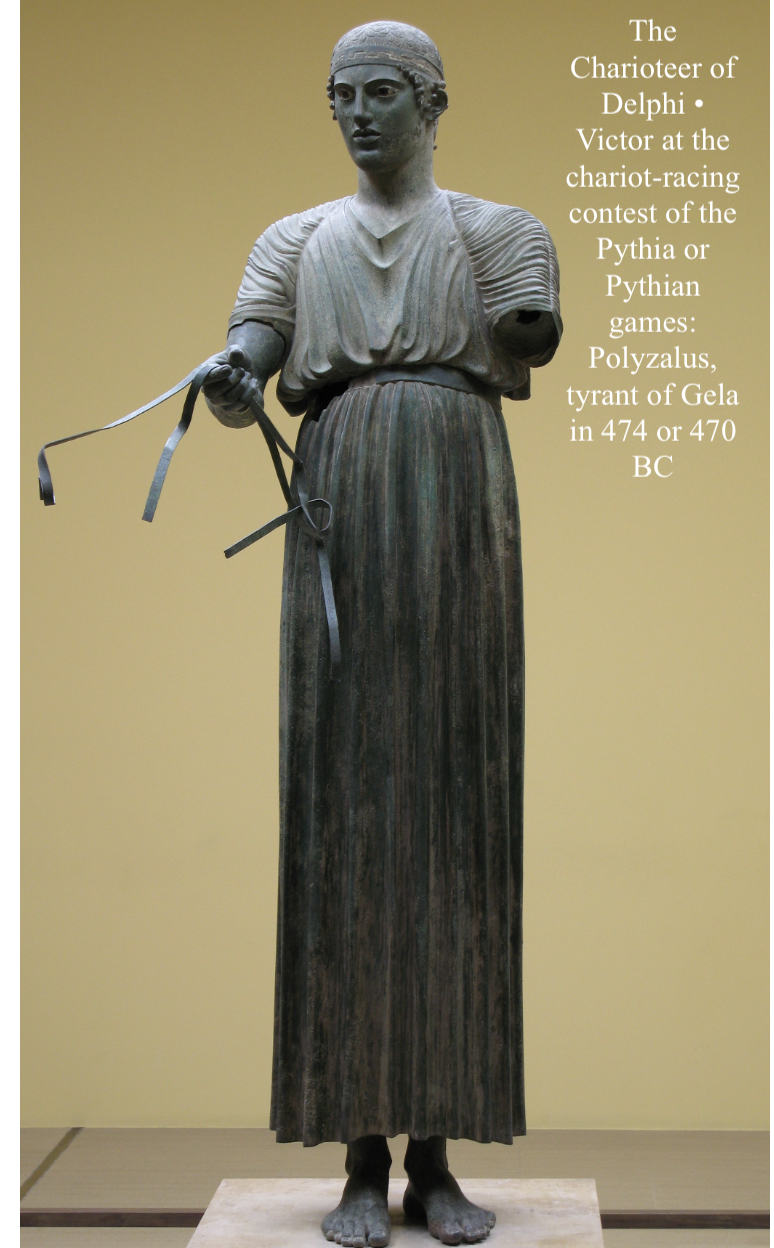 The
Charioteer of
Delphi •
Victor at the
chariot-racing
contest of the
Pythia or
Pythian
games:
Polyzalus,
tyrant of Gela
in 474 or 470
BC